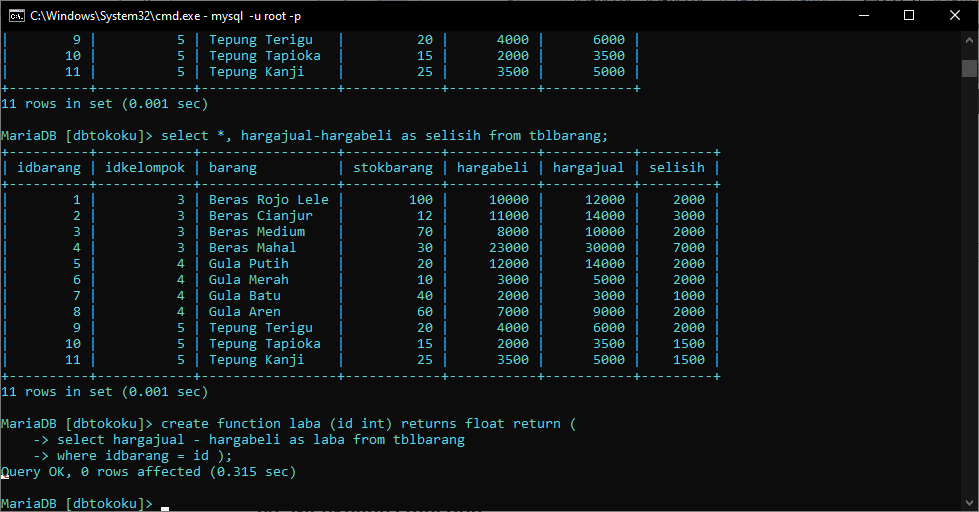 C:\Windows\System32\cmd.exe - mysql  -u root -p
|         9 |          5 | Tepung Terigu   |         20 |      4000 |      6000 |
|        10 |          5 | Tepung Tapioka  |         15 |      2000 |      3500 |
|        11 |          5 | Tepung Kanji    |         25 |      3500 |      5000 |
+----------+------------+-----------------+------------+-----------+-----------+
11 rows in set (0.001 sec)
MariaDB [dbtokoku]> select *, hargajual-hargabeli as selisih from tblbarang;
+----------+------------+-----------------+------------+-----------+-----------+---------+
| idbarang | idkelompok | barang          | stokbarang | hargabeli | hargajual | selisih |
+----------+------------+-----------------+------------+-----------+-----------+---------+
|        1 |          3 | Beras Rojo Lele |        100 |     10000 |     12000 |    2000 |
|        2 |          3 | Beras Cianjur   |         12 |     11000 |     14000 |    3000 |
|        3 |          3 | Beras Medium    |         70 |      8000 |     10000 |    2000 |
|        4 |          3 | Beras Mahal     |         30 |     23000 |     30000 |    7000 |
|        5 |          4 | Gula Putih      |         20 |     12000 |     14000 |    2000 |
|        6 |          4 | Gula Merah      |         10 |      3000 |      5000 |    2000 |
|        7 |          4 | Gula Batu       |         40 |      2000 |      3000 |    1000 |
|        8 |          4 | Gula Aren       |         60 |      7000 |      9000 |    2000 |
|        9 |          5 | Tepung Terigu   |         20 |      4000 |      6000 |    2000 |
|       10 |          5 | Tepung Tapioka  |         15 |      2000 |      3500 |    1500 |
|       11 |          5 | Tepung Kanji    |         25 |      3500 |      5000 |    1500 |
+----------+------------+-----------------+------------+-----------+-----------+---------+
11 rows in set (0.001 sec)
MariaDB [dbtokoku]> create function laba (id int) returns float return (
    -> select hargajual - hargabeli as laba from tblbarang
    -> where idbarang = id );
Query OK, 0 rows affected (0.315 sec)
MariaDB [dbtokoku]>